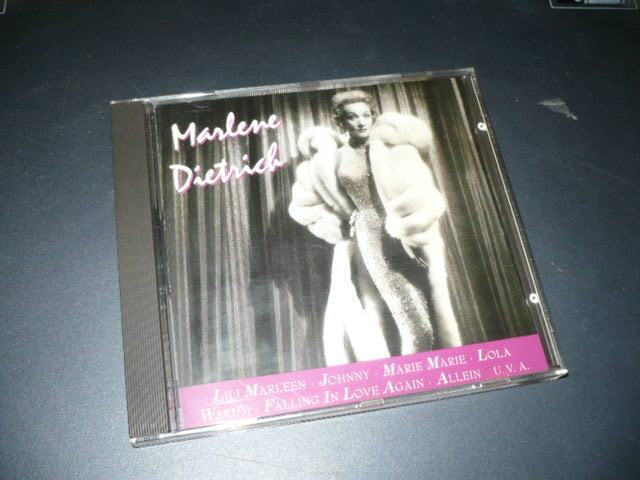 Marlene
Dietrich
LILI MARLEEN · JOHNNY · MARIE MARIE · LOLA
WARUM · FALLING IN LOVE AGAIN · ALLEIN U.V.A.